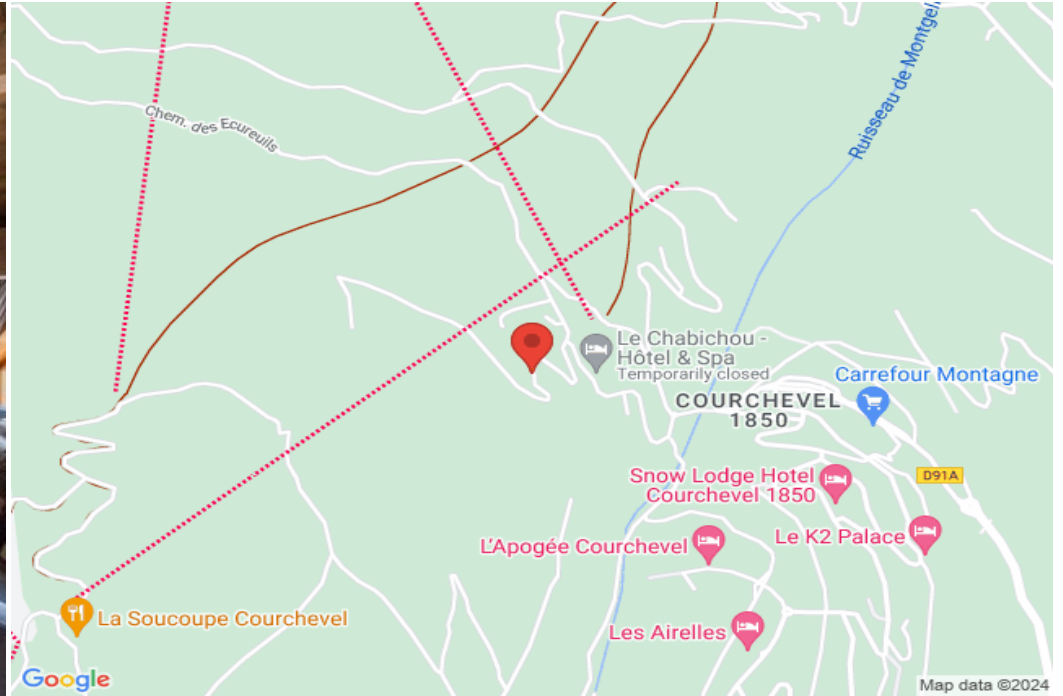 Ruisseau de Montgel
Chem. des Ecureuils
Le Chabichou -
Hôtel & Spa
Temporarily closed
Carrefour Montagne
COURCHEVEL
1850
D91A
Snow Lodge Hotel
Courchevel 1850
Le K2 Palace
L'Apogée Courchevel
La Soucoupe Courchevel
Les Airelles
Google
Map data ©2024